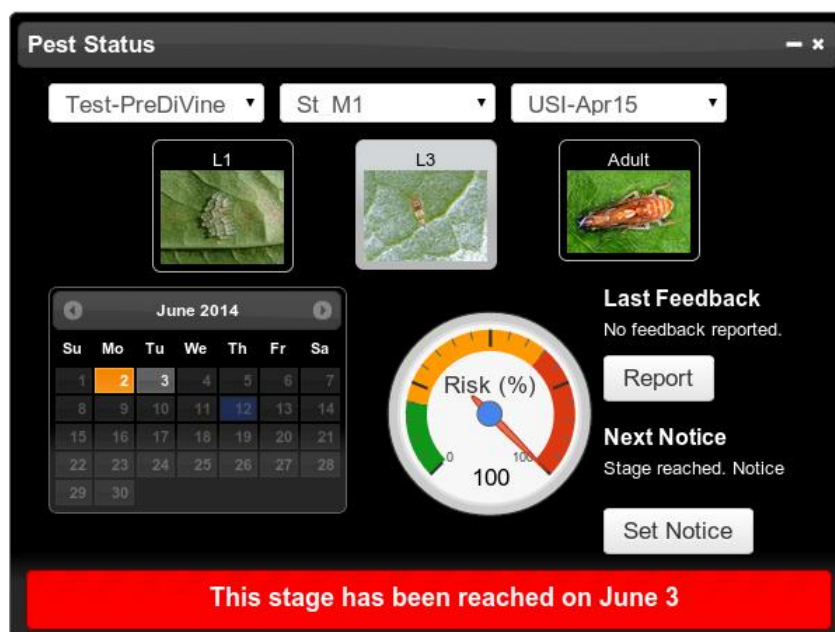 Pest Status
Test-PreDiVine St M1 USI-Apr15
L1 L3 Adult
June 2014
Su Mo Tu We Th Fr Sa
1 2 3 4 5 6 7
8 9 10 11 12 13 14
15 16 17 18 19 20 21
22 23 24 25 26 27 28
29 30
Risk (%)
0 100
100
Last Feedback
No feedback reported.
Report
Next Notice
Stage reached. Notice
Set Notice
This stage has been reached on June 3